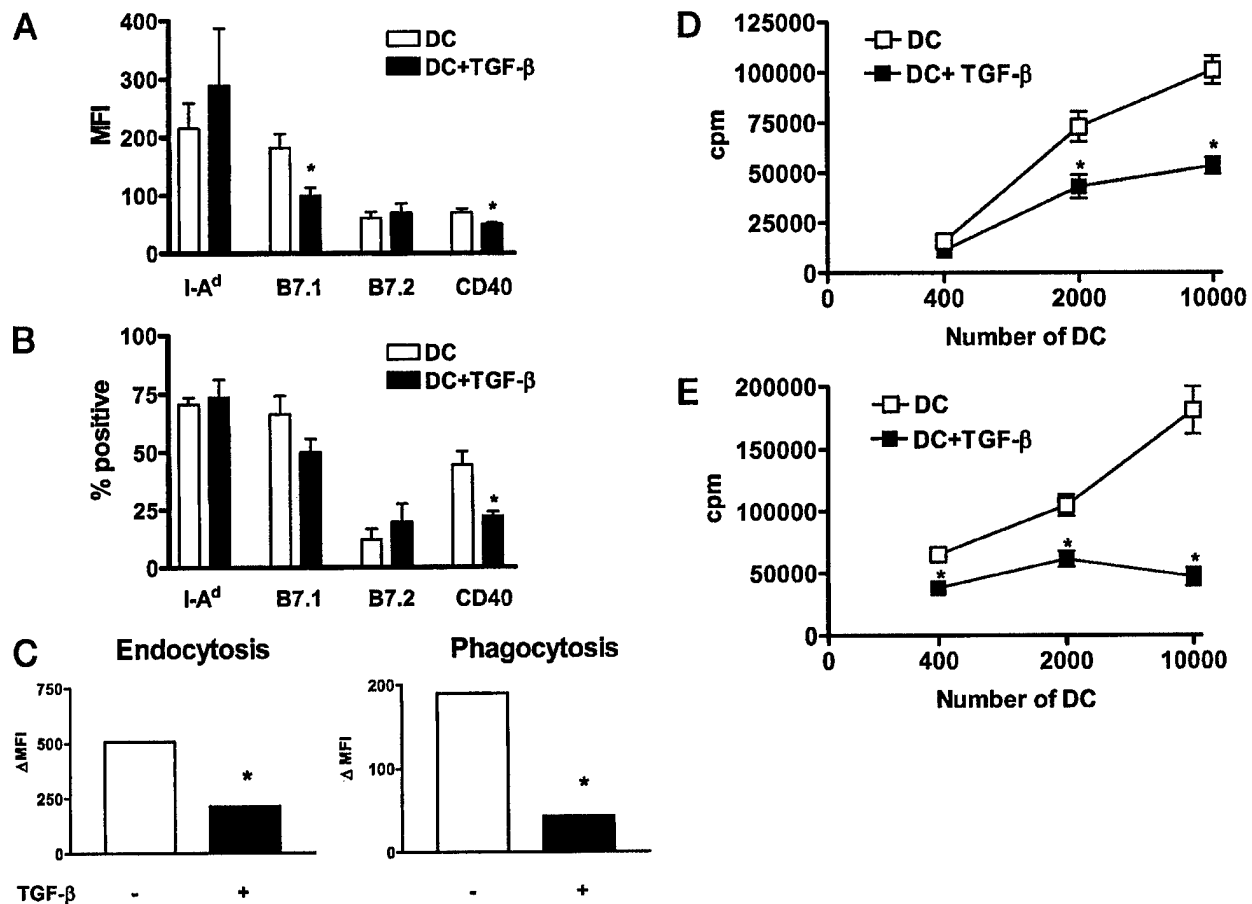 A
400
300
200
100
0
MFI
DC
DC+TGF-β
*
*
I-Aᵈ
B7.1
B7.2
CD40
B
100
75
50
25
0
% positive
DC
DC+TGF-β
*
I-Aᵈ
B7.1
B7.2
CD40
C
Endocytosis
750
500
250
0
ΔMFI
*
TGF-β - +
Phagocytosis
200
100
0
Δ MFI
*
- +
D
125000
100000
75000
50000
25000
0
cpm
DC
DC+ TGF-β
*
*
0 400 2000 10000
Number of DC
E
200000
150000
100000
50000
0
cpm
DC
DC+TGF-β
*
*
*
0 400 2000 10000
Number of DC